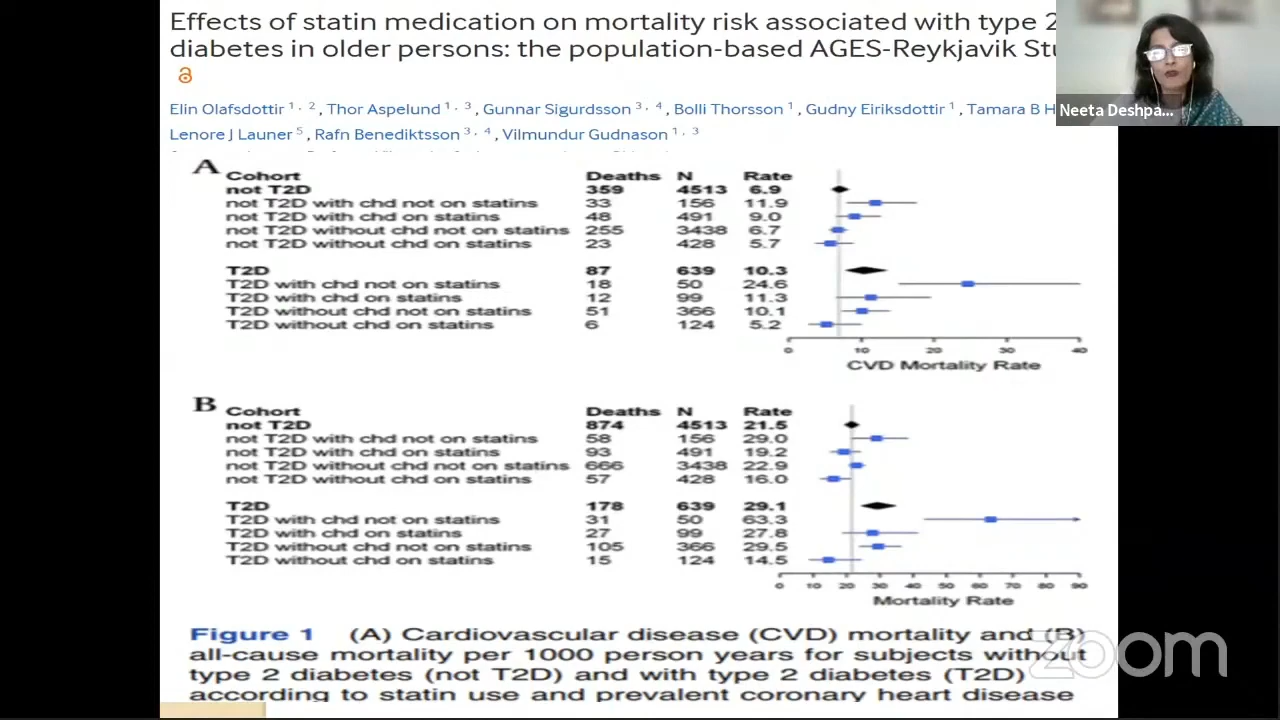 Effects of statin medication on mortality risk associated with type 2
diabetes in older persons: the population-based AGES-Reykjavik Stu
Elin Olafsdottir 1, 2, Thor Aspelund 1, 3, Gunnar Sigurdsson 3, 4, Bolli Thorsson 1, Gudny Eiriksdottir 1, Tamara B H
Lenore J Launer 5, Rafn Benediktsson 3, 4, Vilmundur Gudnason 1, 3
Neeta Deshpa...
A
Cohort Deaths N Rate
not T2D 359 4513 6.9
not T2D with chd not on statins 33 156 11.9
not T2D with chd on statins 48 491 9.0
not T2D without chd not on statins 255 3438 6.7
not T2D without chd on statins 23 428 5.7
T2D 87 639 10.3
T2D with chd not on statins 18 50 24.6
T2D with chd on statins 12 99 11.3
T2D without chd not on statins 51 366 10.1
T2D without chd on statins 6 124 5.2
0 10 20 30 40
CVD Mortality Rate
B
Cohort Deaths N Rate
not T2D 874 4513 21.5
not T2D with chd not on statins 58 156 29.0
not T2D with chd on statins 93 491 19.2
not T2D without chd not on statins 666 3438 22.9
not T2D without chd on statins 57 428 16.0
T2D 178 639 29.1
T2D with chd not on statins 31 50 63.3
T2D with chd on statins 27 99 27.8
T2D without chd not on statins 105 366 29.5
T2D without chd on statins 15 124 14.5
0 10 20 30 40 50 60 70 80 90
Mortality Rate
Figure 1 (A) Cardiovascular disease (CVD) mortality and (B)
all-cause mortality per 1000 person years for subjects without
type 2 diabetes (not T2D) and with type 2 diabetes (T2D)
according to statin use and prevalent coronary heart disease
zoom